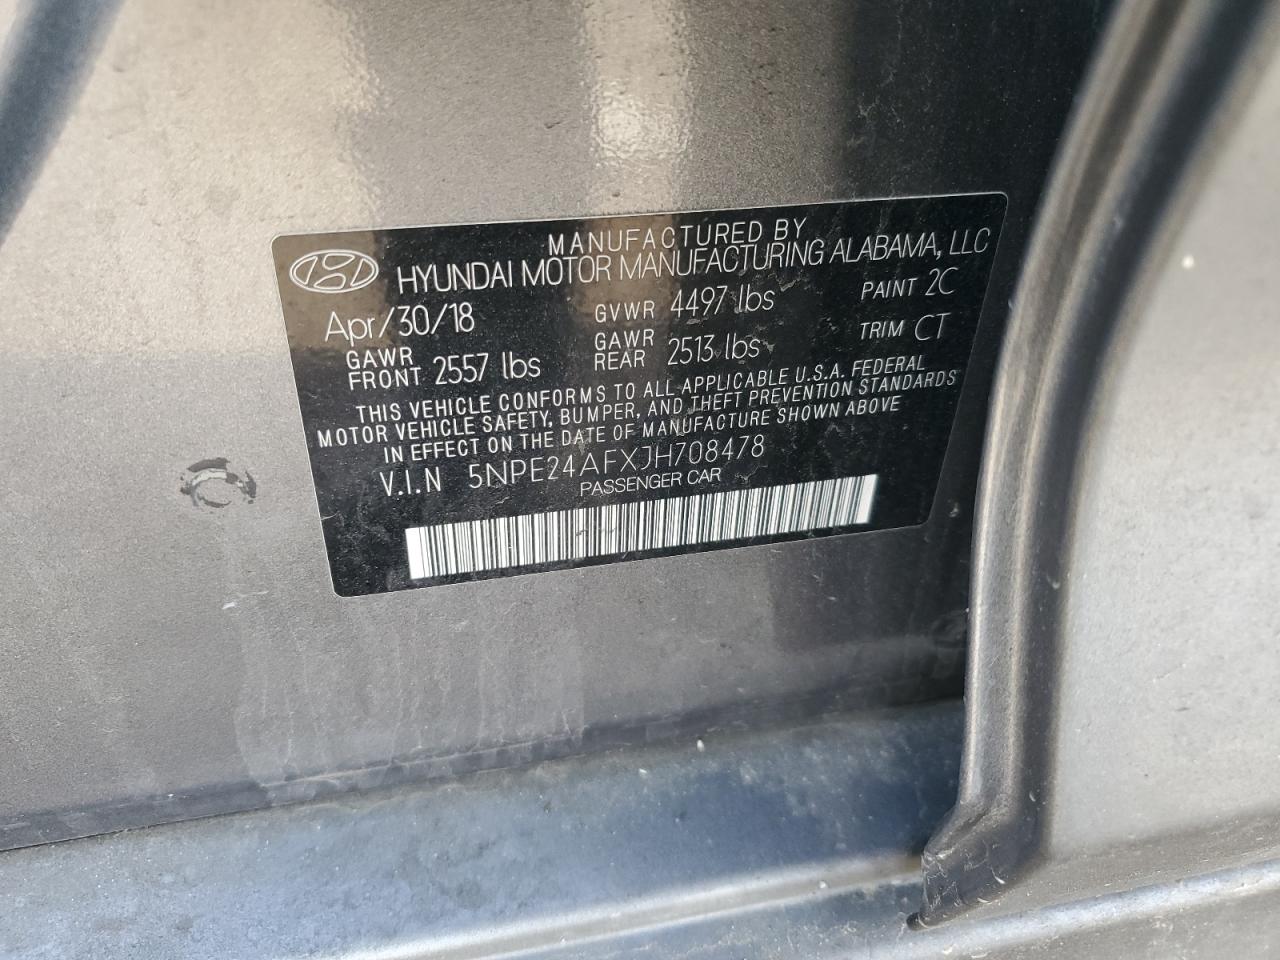 MANUFACTURED BY
HYUNDAI MOTOR MANUFACTURING ALABAMA, LLC
Apr/30/18 GVWR 4497 lbs PAINT 2C
GAWR FRONT 2557 lbs GAWR REAR 2513 lbs TRIM CT
THIS VEHICLE CONFORMS TO ALL APPLICABLE U.S.A. FEDERAL
MOTOR VEHICLE SAFETY, BUMPER, AND THEFT PREVENTION STANDARDS
IN EFFECT ON THE DATE OF MANUFACTURE SHOWN ABOVE
V.I.N 5NPE24AFXJH708478
PASSENGER CAR